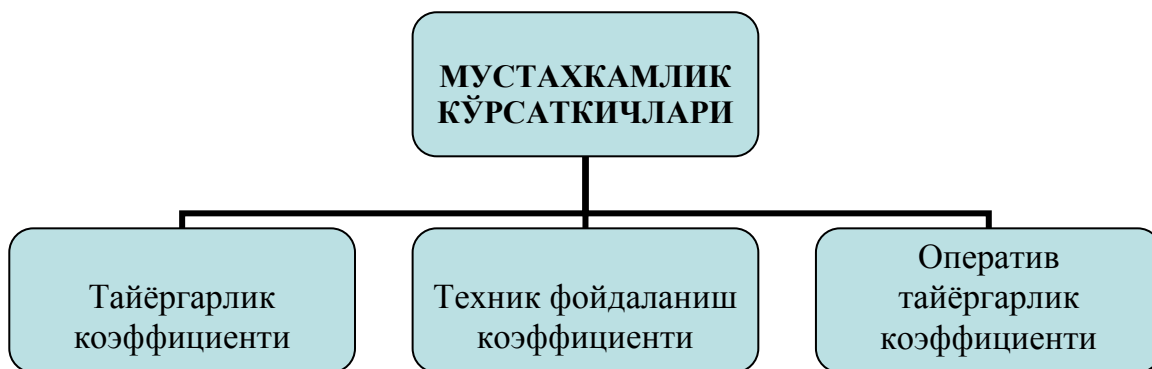 МУСТАХКАМЛИК
КЎРСАТКИЧЛАРИ
Тайёргарлик
коэффициенти
Техник фойдаланиш
коэффициенти
Оператив
тайёргарлик
коэффициенти